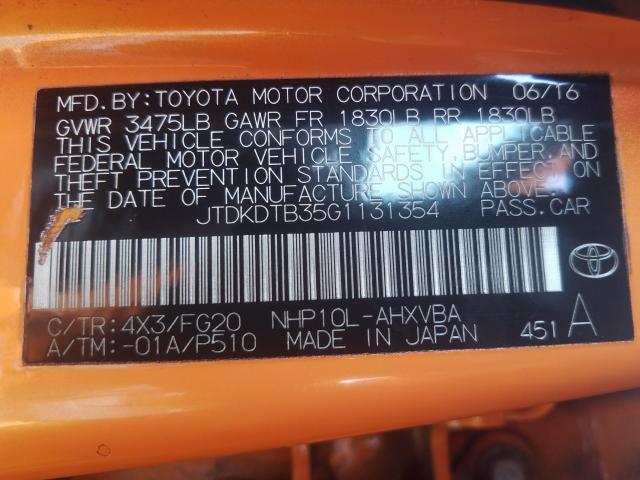 MFD. BY: TOYOTA MOTOR CORPORATION 06/16
GVWR 3475LB GAWR FR 1830LB RR 1830LB
THIS VEHICLE CONFORMS TO ALL APPLICABLE
FEDERAL MOTOR VEHICLE SAFETY, BUMPER, AND
THEFT PREVENTION STANDARDS IN EFFECT ON
THE DATE OF MANUFACTURE SHOWN ABOVE.
JTDKDTB35G1131354 PASS. CAR
C/TR: 4X3/FG20 NHP10L-AHXVBA
A/TM: -01A/P510 MADE IN JAPAN 451 A